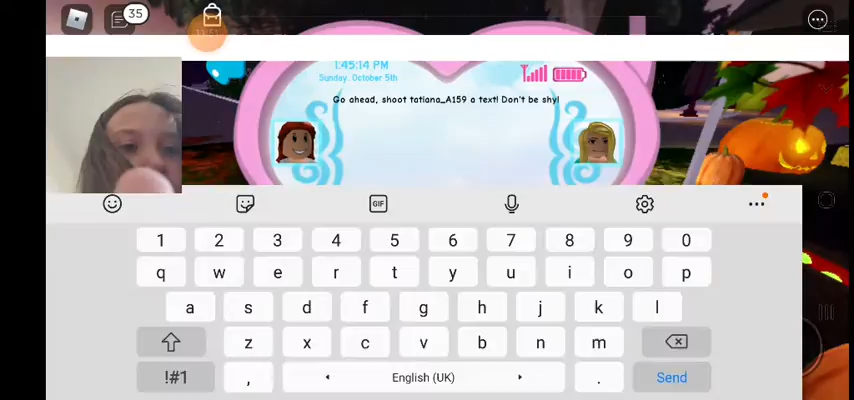 35
1:45:14 PM
Sunday, October 5th
Go ahead, shoot tatiana_A159 a text! Don't be shy!
GIF
1 2 3 4 5 6 7 8 9 0
q w e r t y u i o p
a s d f g h j k l
z x c v b n m
!#1 , English (UK) . Send